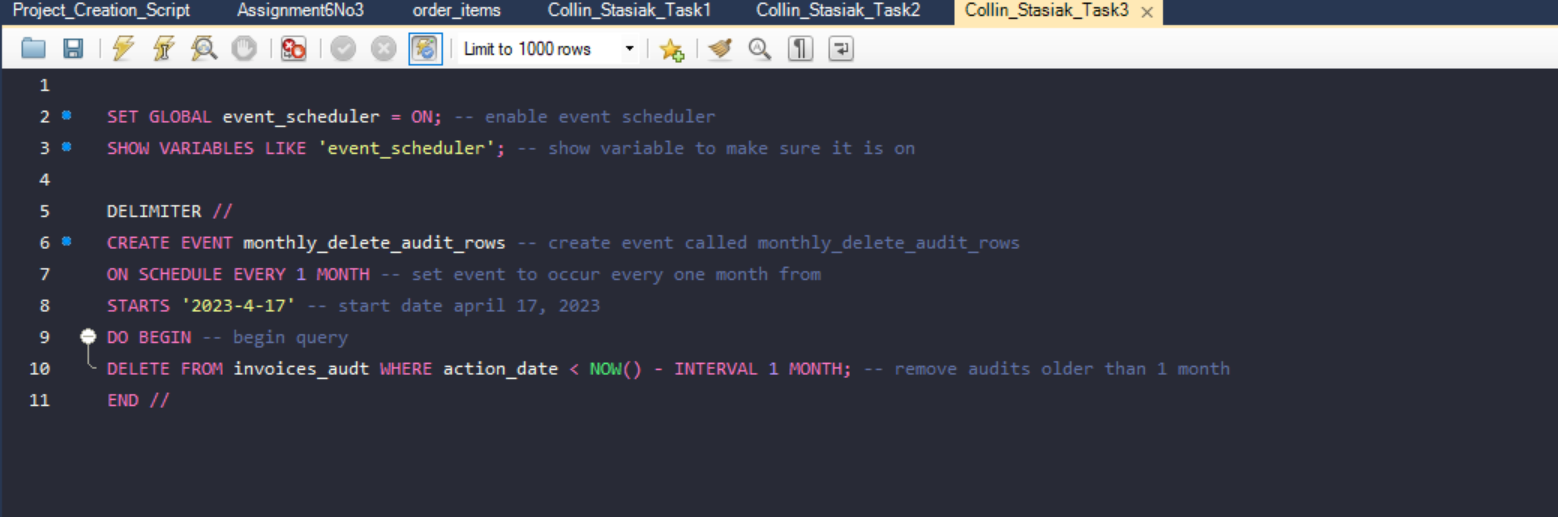 Project_Creation_Script Assignment6No3 order_items Collin_Stasiak_Task1 Collin_Stasiak_Task2 Collin_Stasiak_Task3 ×
Limit to 1000 rows
1
2 SET GLOBAL event_scheduler = ON; -- enable event scheduler
3 SHOW VARIABLES LIKE 'event_scheduler'; -- show variable to make sure it is on
4
5 DELIMITER //
6 CREATE EVENT monthly_delete_audit_rows -- create event called monthly_delete_audit_rows
7 ON SCHEDULE EVERY 1 MONTH -- set event to occur every one month from
8 STARTS '2023-4-17' -- start date april 17, 2023
9 DO BEGIN -- begin query
10 DELETE FROM invoices_audt WHERE action_date < NOW() - INTERVAL 1 MONTH; -- remove audits older than 1 month
11 END //